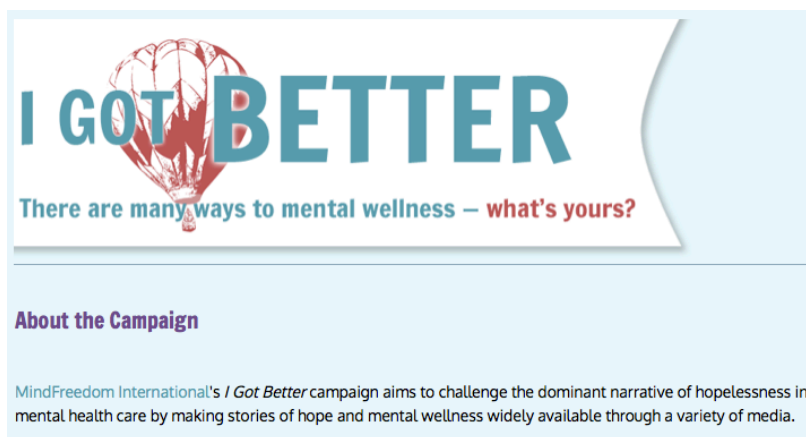 I GOT BETTER
There are many ways to mental wellness — what's yours?
About the Campaign
MindFreedom International's I Got Better campaign aims to challenge the dominant narrative of hopelessness in
mental health care by making stories of hope and mental wellness widely available through a variety of media.